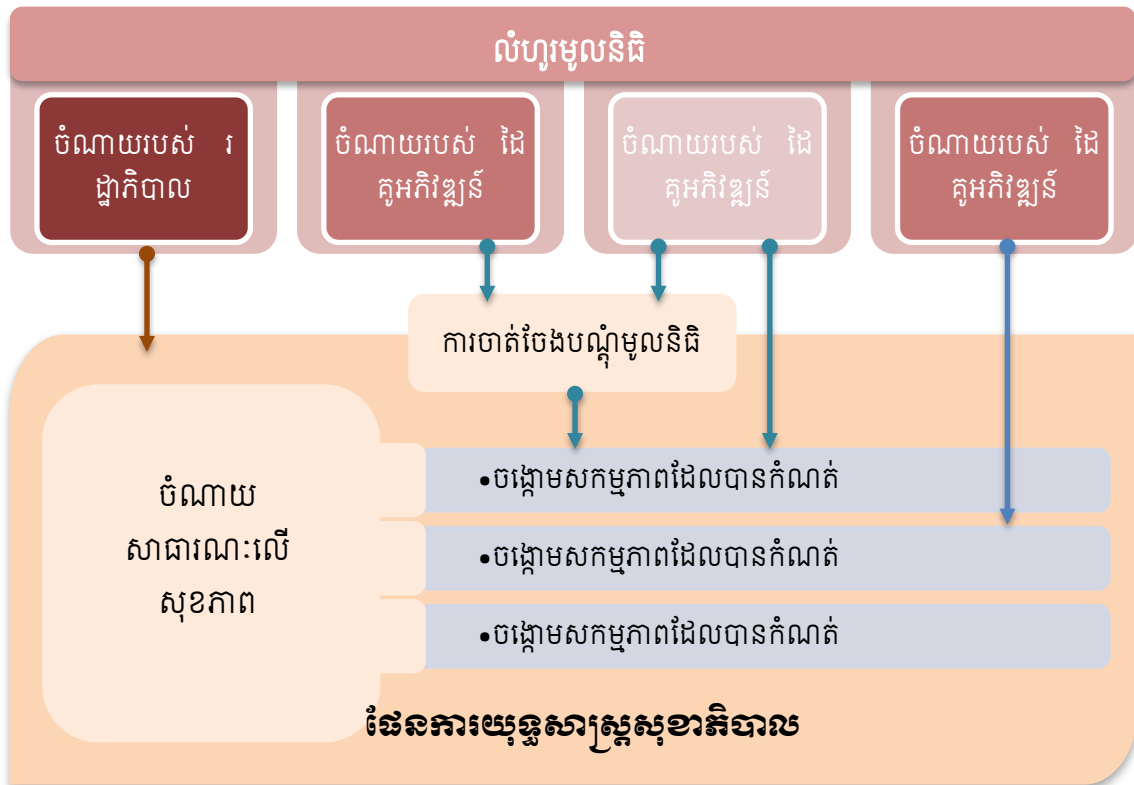 លំហូរមូលនិធិ
ចំណាយរបស់ រ
ដ្ឋាភិបាល
ចំណាយរបស់ ដៃ
គូអភិវឌ្ឍន៍
ចំណាយរបស់ ដៃ
គូអភិវឌ្ឍន៍
ចំណាយរបស់ ដៃ
គូអភិវឌ្ឍន៍
ការចាត់ចែងបណ្តុំមូលនិធិ
ចំណាយ
សាធារណៈលើ
សុខភាព
•ចង្កោមសកម្មភាពដែលបានកំណត់
•ចង្កោមសកម្មភាពដែលបានកំណត់
•ចង្កោមសកម្មភាពដែលបានកំណត់
ផែនការយុទ្ធសាស្ត្រសុខាភិបាល